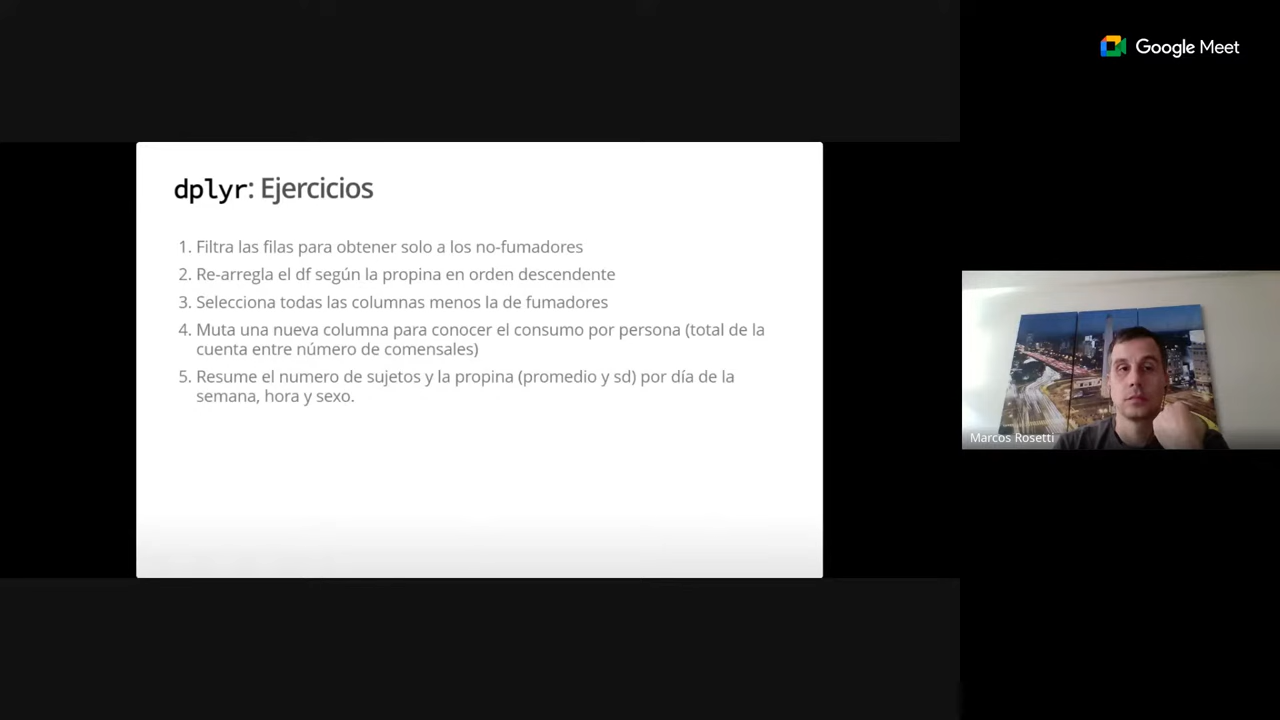 Google Meet
dplyr: Ejercicios
1. Filtra las filas para obtener solo a los no-fumadores
2. Re-arregla el df según la propina en orden descendente
3. Selecciona todas las columnas menos la de fumadores
4. Muta una nueva columna para conocer el consumo por persona (total de la
cuenta entre número de comensales)
5. Resume el numero de sujetos y la propina (promedio y sd) por día de la
semana, hora y sexo.
Marcos Rosetti